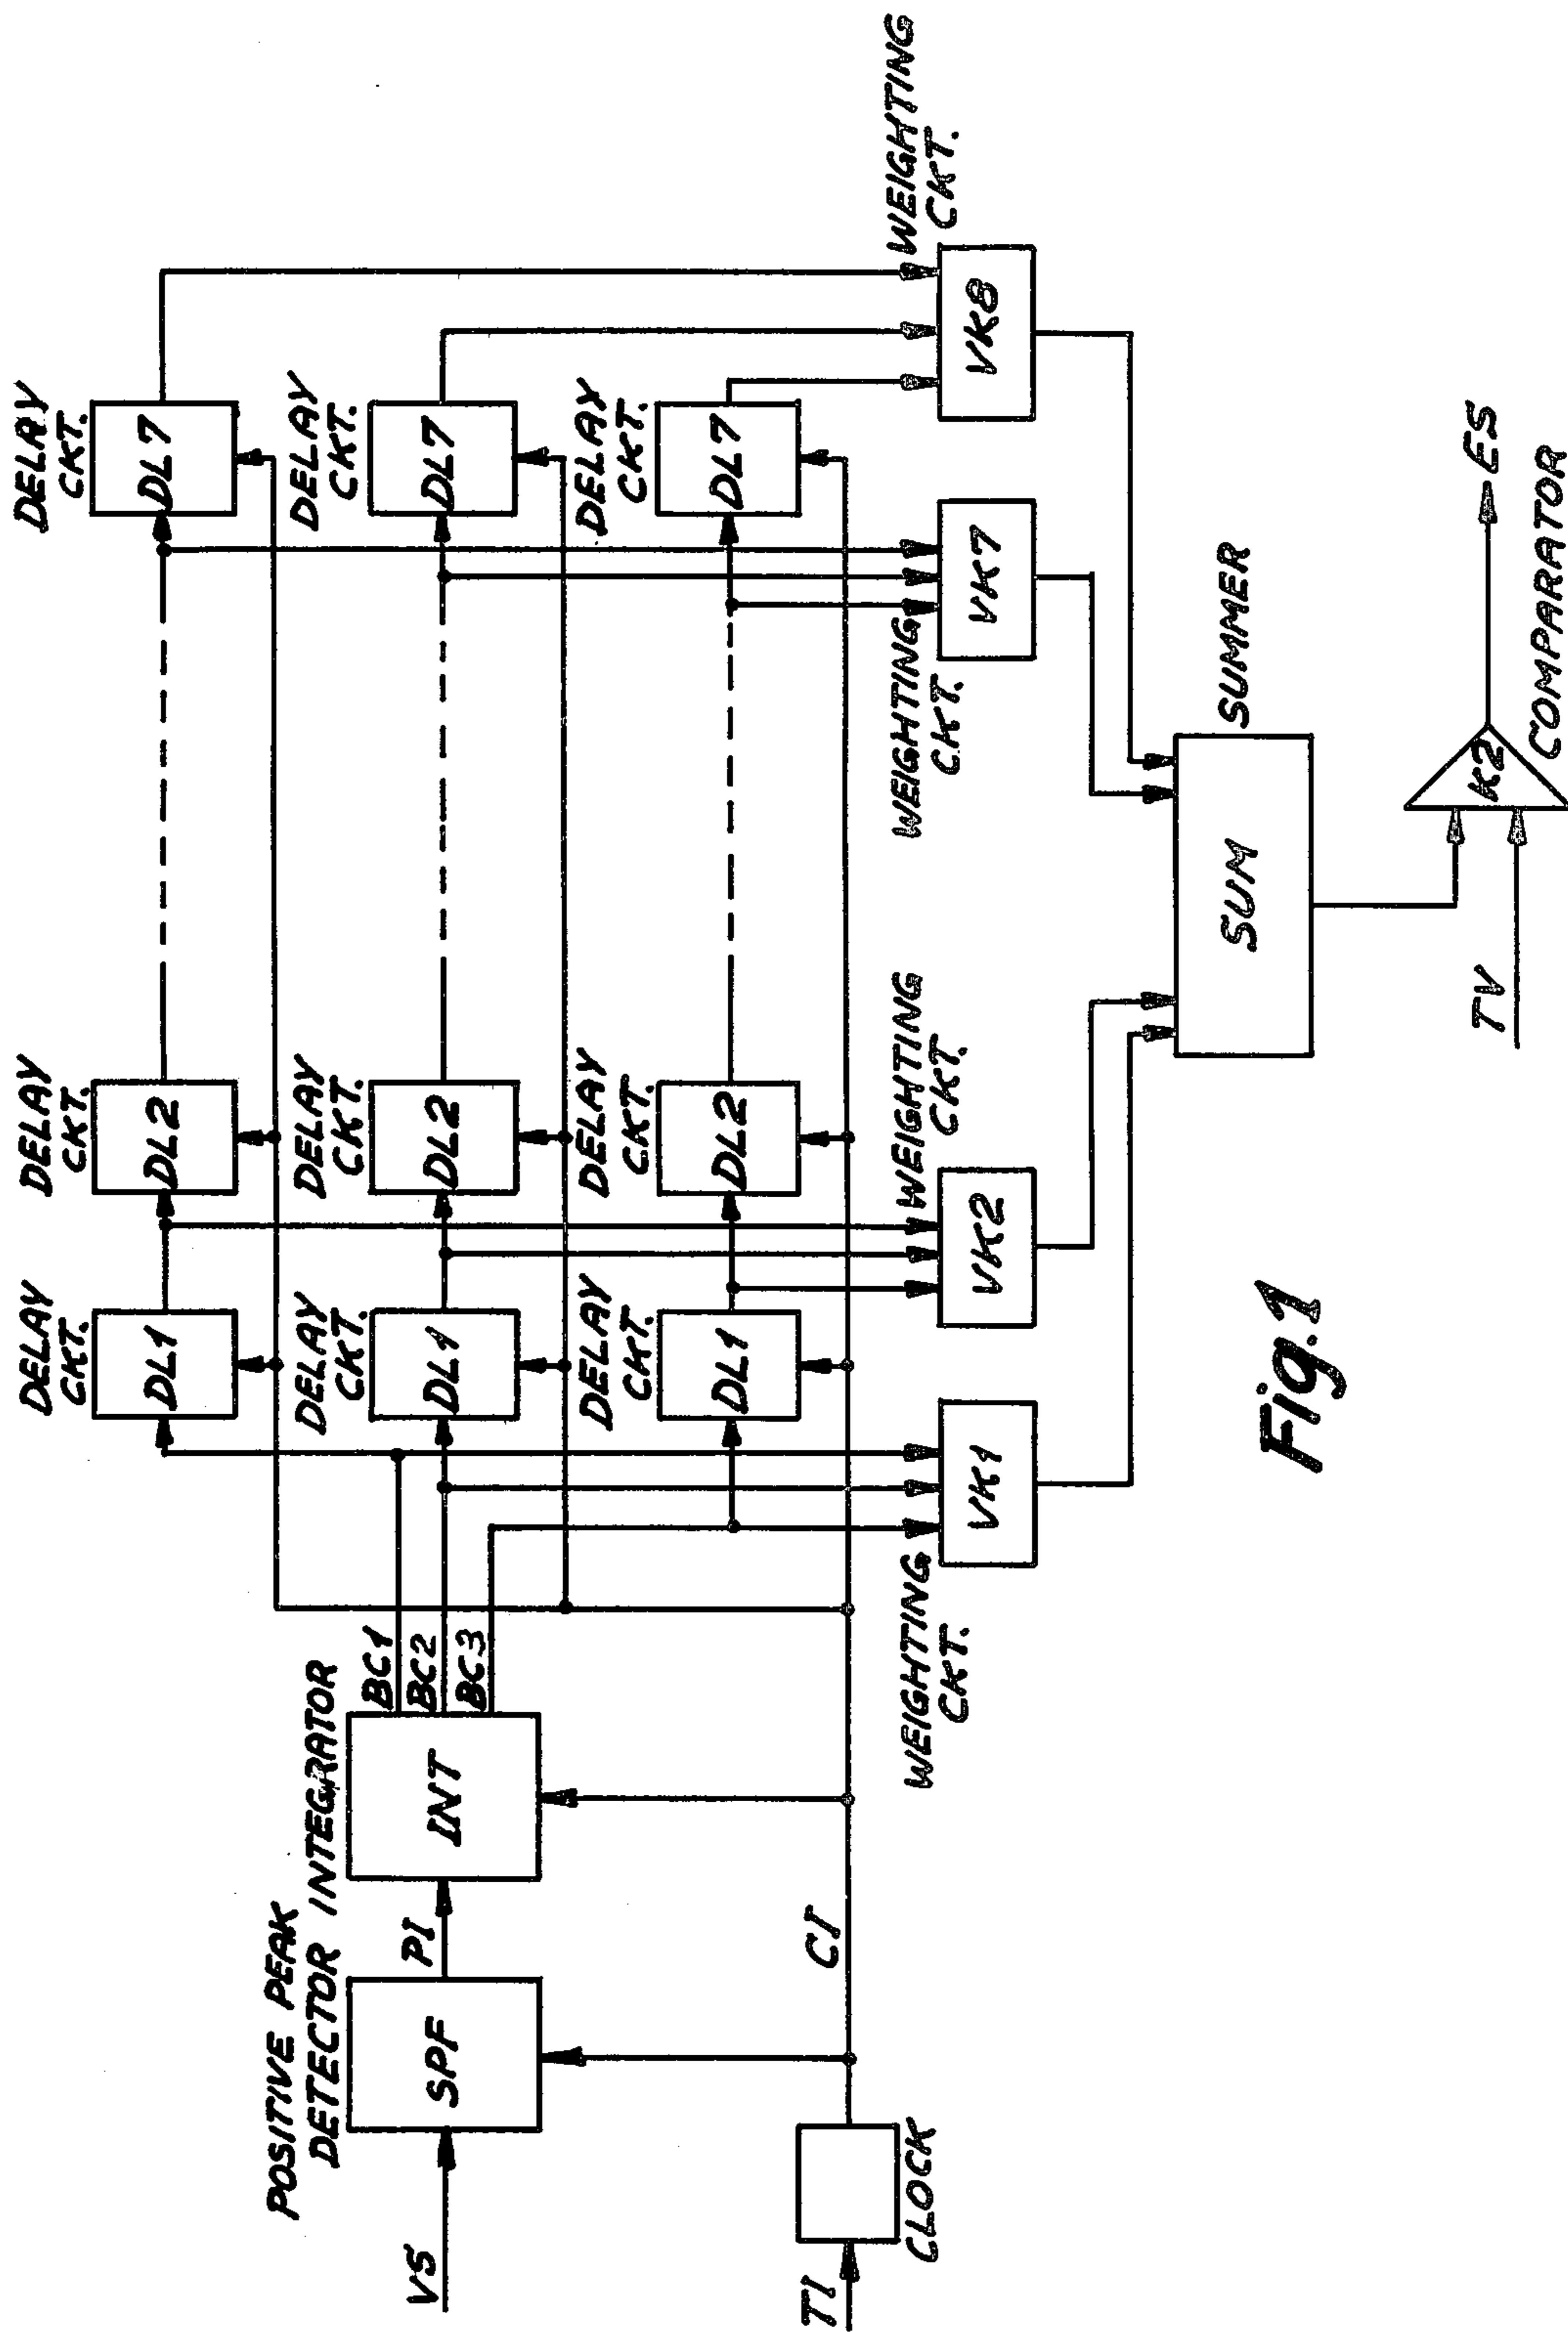 DELAY
CKT.
DL1
DELAY
CKT.
DL2
DELAY
CKT.
DL7
POSITIVE PEAK
DETECTOR
INTEGRATOR
VS
SPF
PI
INT
BC1
BC2
BC3
DELAY
CKT.
DL1
DELAY
CKT.
DL2
DELAY
CKT.
DL7
DELAY
CKT.
DL1
DELAY
CKT.
DL2
DELAY
CKT.
DL7
TI
CLOCK
CI
WEIGHTING
CKT.
VK1
WEIGHTING
CKT.
VK2
WEIGHTING
CKT.
VK7
WEIGHTING
CKT.
VK8
SUM
SUMMER
TV
K2
ES
COMPARATOR
Fig.1